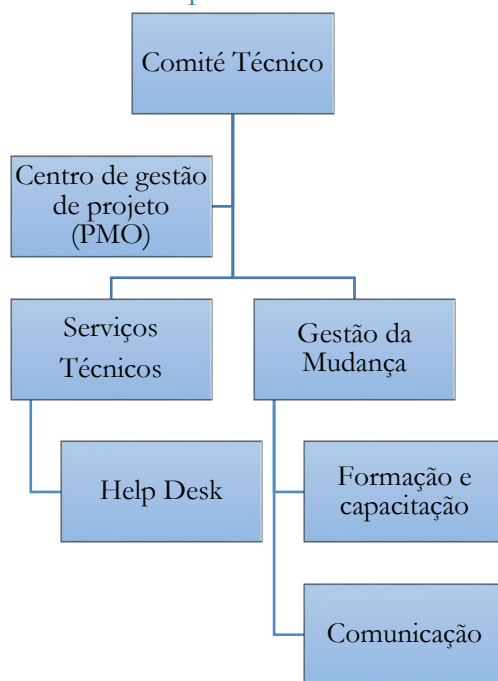 Comité Técnico
Centro de gestão
de projeto
(PMO)
Serviços
Técnicos
Gestão da
Mudança
Help Desk
Formação e
capacitação
Comunicação